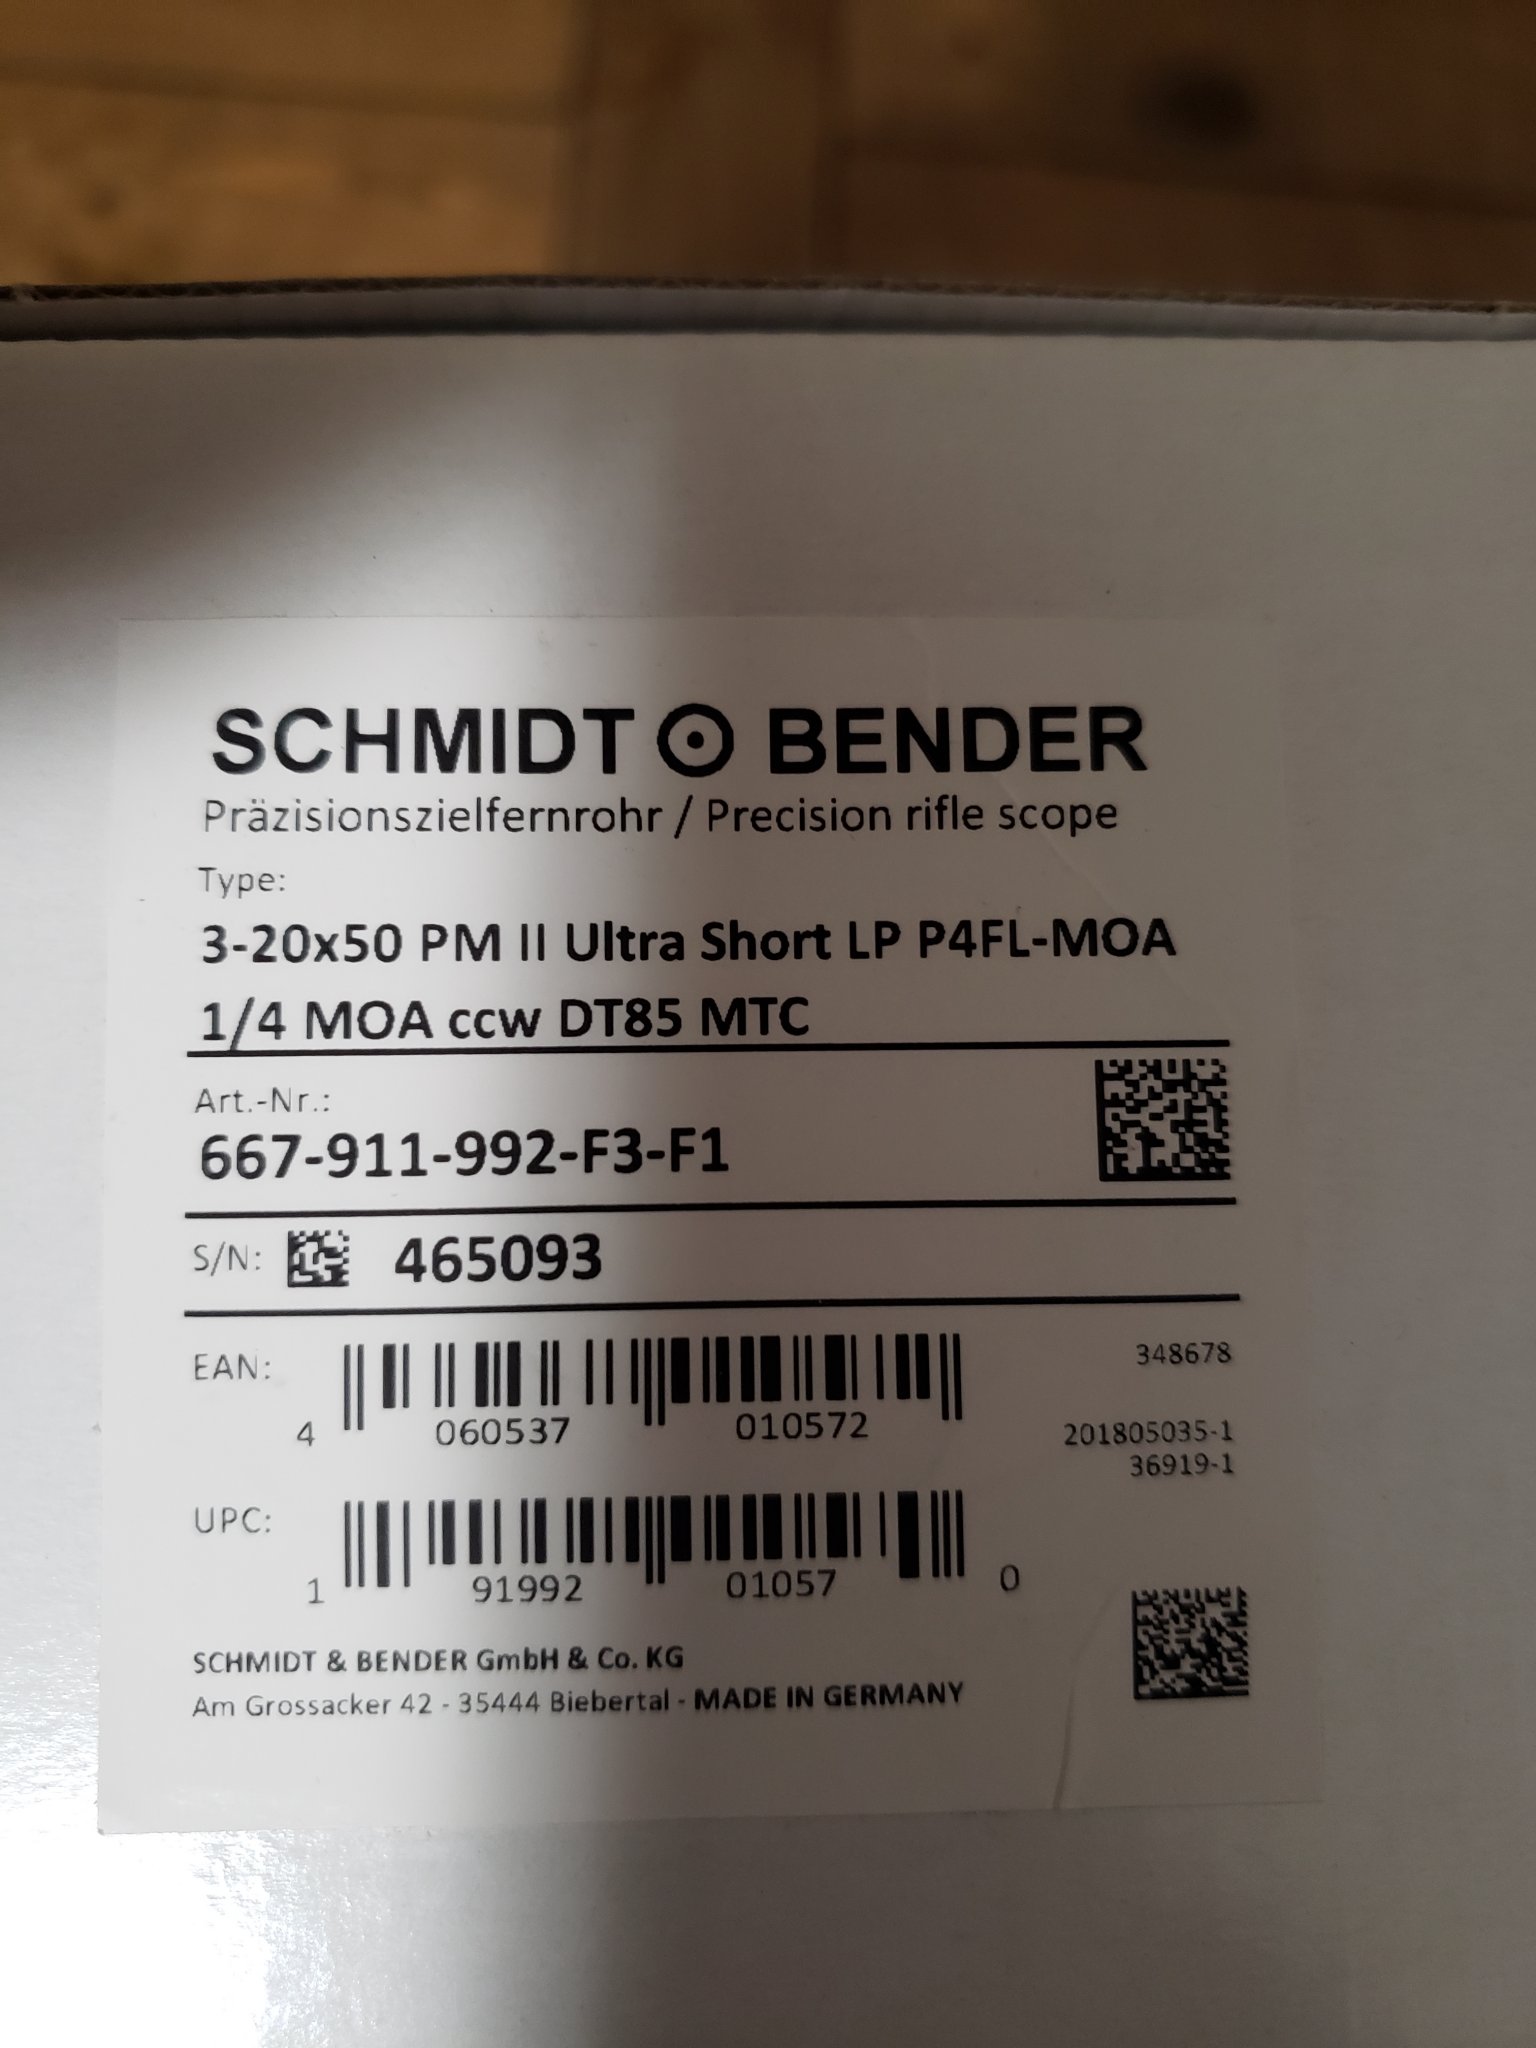 SCHMIDT BENDER
Präzisionszielfernrohr / Precision rifle scope
Type:
3-20x50 PM II Ultra Short LP P4FL-MOA
1/4 MOA ccw DT85 MTC
Art.-Nr.:
667-911-992-F3-F1
S/N: 465093
EAN:
4 060537 010572
348678
201805035-1
36919-1
UPC:
1 91992 01057 0
SCHMIDT & BENDER GmbH & Co. KG
Am Grossacker 42 - 35444 Biebertal - MADE IN GERMANY